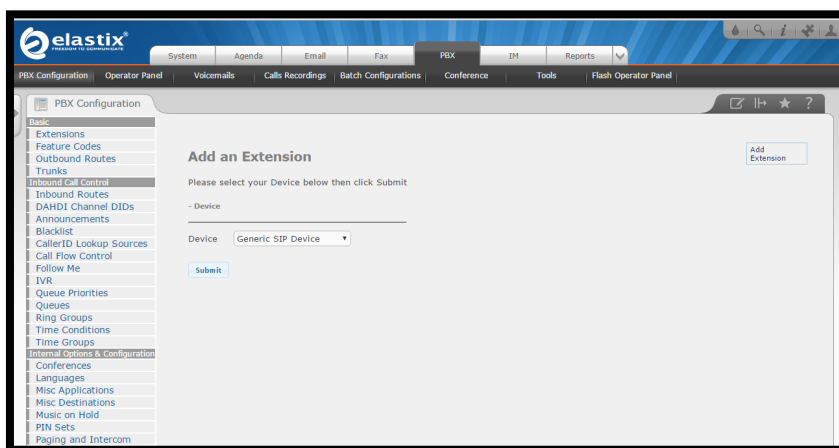 elastix®
FREEDOM TO COMMUNICATE
System Agenda Email Fax PBX IM Reports
PBX Configuration Operator Panel Voicemails Calls Recordings Batch Configurations Conference Tools Flash Operator Panel
PBX Configuration
Basic
Extensions
Feature Codes
Outbound Routes
Trunks
Inbound Call Control
Inbound Routes
DAHDI Channel DIDs
Announcements
Blacklist
CallerID Lookup Sources
Call Flow Control
Follow Me
IVR
Queue Priorities
Queues
Ring Groups
Time Conditions
Time Groups
Internal Options & Configuration
Conferences
Languages
Misc Applications
Misc Destinations
Music on Hold
PIN Sets
Paging and Intercom
Add an Extension
Please select your Device below then click Submit
- Device
Device Generic SIP Device
Submit
Add
Extension